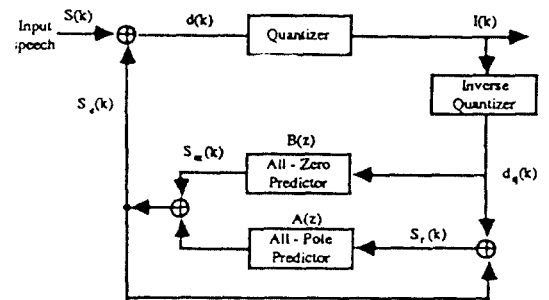 Input
speech
S(k)
d(k)
Quantizer
I(k)
Inverse
Quantizer
S_e(k)
S_ez(k)
B(z)
All - Zero
Predictor
d_q(k)
A(z)
All - Pole
Predictor
S_r(k)